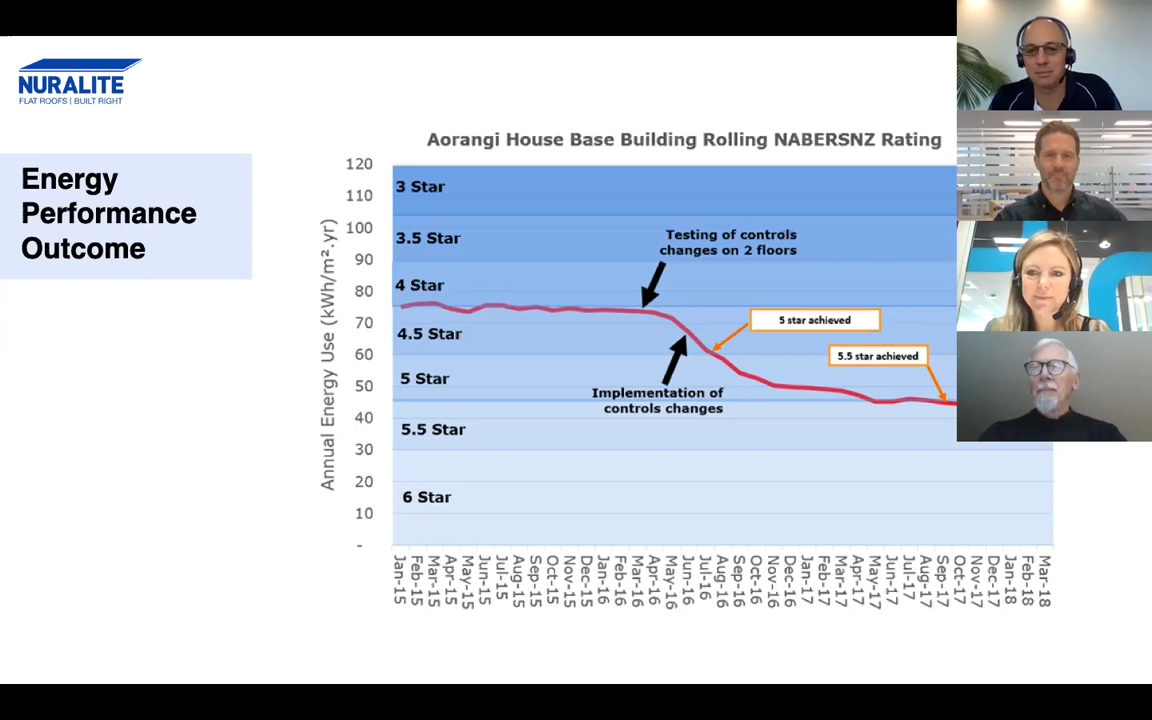 NURALITE
FLAT ROOFS | BUILT RIGHT
Energy
Performance
Outcome
Aorangi House Base Building Rolling NABERSNZ Rating
Annual Energy Use (kWh/m².yr)
120
110
100
90
80
70
60
50
40
30
20
10
-
3 Star
3.5 Star
4 Star
4.5 Star
5 Star
5.5 Star
6 Star
Testing of controls
changes on 2 floors
5 star achieved
5.5 star achieved
Implementation of
controls changes
Jan-15
Feb-15
Mar-15
Apr-15
May-15
Jun-15
Jul-15
Aug-15
Sep-15
Oct-15
Nov-15
Dec-15
Jan-16
Feb-16
Mar-16
Apr-16
May-16
Jun-16
Jul-16
Aug-16
Sep-16
Oct-16
Nov-16
Dec-16
Jan-17
Feb-17
Mar-17
Apr-17
May-17
Jun-17
Jul-17
Aug-17
Sep-17
Oct-17
Nov-17
Dec-17
Jan-18
Feb-18
Mar-18